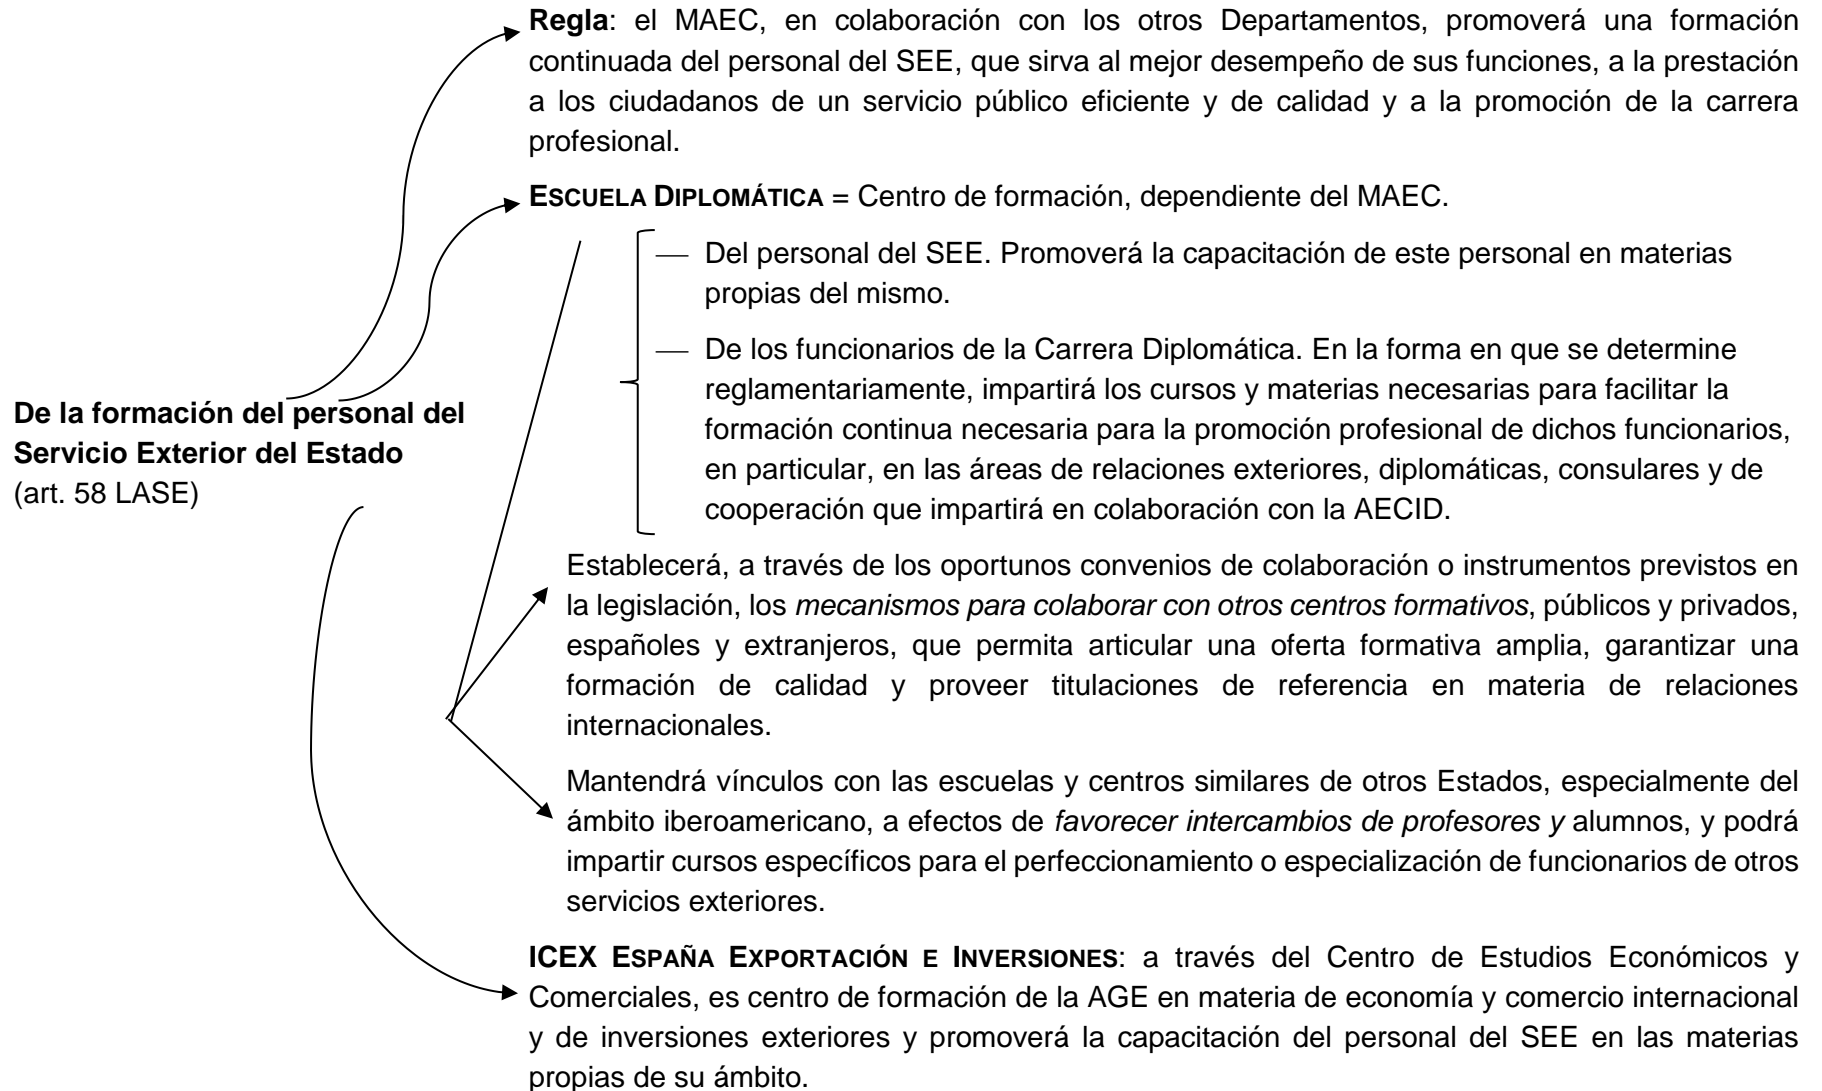 Regla: el MAEC, en colaboración con los otros Departamentos, promoverá una formación
continuada del personal del SEE, que sirva al mejor desempeño de sus funciones, a la prestación
a los ciudadanos de un servicio público eficiente y de calidad y a la promoción de la carrera
profesional.
ESCUELA DIPLOMÁTICA = Centro de formación, dependiente del MAEC.
— Del personal del SEE. Promoverá la capacitación de este personal en materias
propias del mismo.
— De los funcionarios de la Carrera Diplomática. En la forma en que se determine
reglamentariamente, impartirá los cursos y materias necesarias para facilitar la
formación continua necesaria para la promoción profesional de dichos funcionarios,
en particular, en las áreas de relaciones exteriores, diplomáticas, consulares y de
cooperación que impartirá en colaboración con la AECID.
De la formación del personal del
Servicio Exterior del Estado
(art. 58 LASE)
Establecerá, a través de los oportunos convenios de colaboración o instrumentos previstos en
la legislación, los mecanismos para colaborar con otros centros formativos, públicos y privados,
españoles y extranjeros, que permita articular una oferta formativa amplia, garantizar una
formación de calidad y proveer titulaciones de referencia en materia de relaciones
internacionales.
Mantendrá vínculos con las escuelas y centros similares de otros Estados, especialmente del
ámbito iberoamericano, a efectos de favorecer intercambios de profesores y alumnos, y podrá
impartir cursos específicos para el perfeccionamiento o especialización de funcionarios de otros
servicios exteriores.
ICEX ESPAÑA EXPORTACIÓN E INVERSIONES: a través del Centro de Estudios Económicos y
Comerciales, es centro de formación de la AGE en materia de economía y comercio internacional
y de inversiones exteriores y promoverá la capacitación del personal del SEE en las materias
propias de su ámbito.